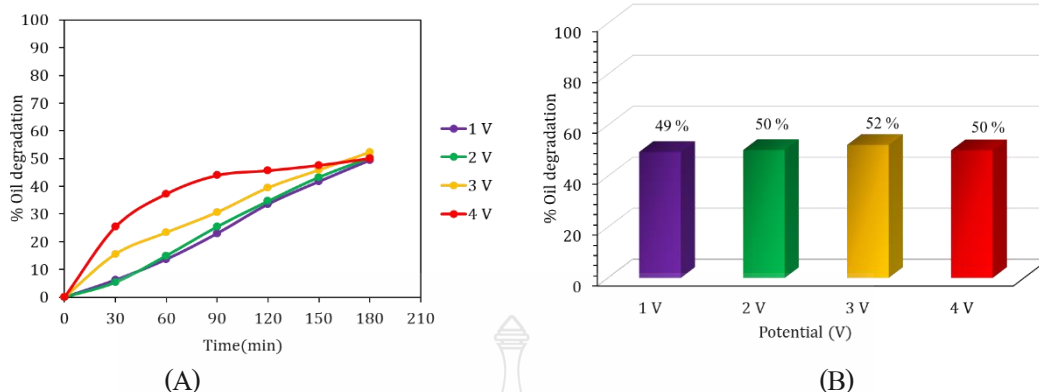 % Oil degradation
100
90
80
70
60
50
40
30
20
10
0
0 30 60 90 120 150 180 210
Time(min)
1 V
2 V
3 V
4 V
(A)
% Oil degradation
100
80
60
40
20
0
49 % 50 % 52 % 50 %
1 V 2 V 3 V 4 V
Potential (V)
(B)